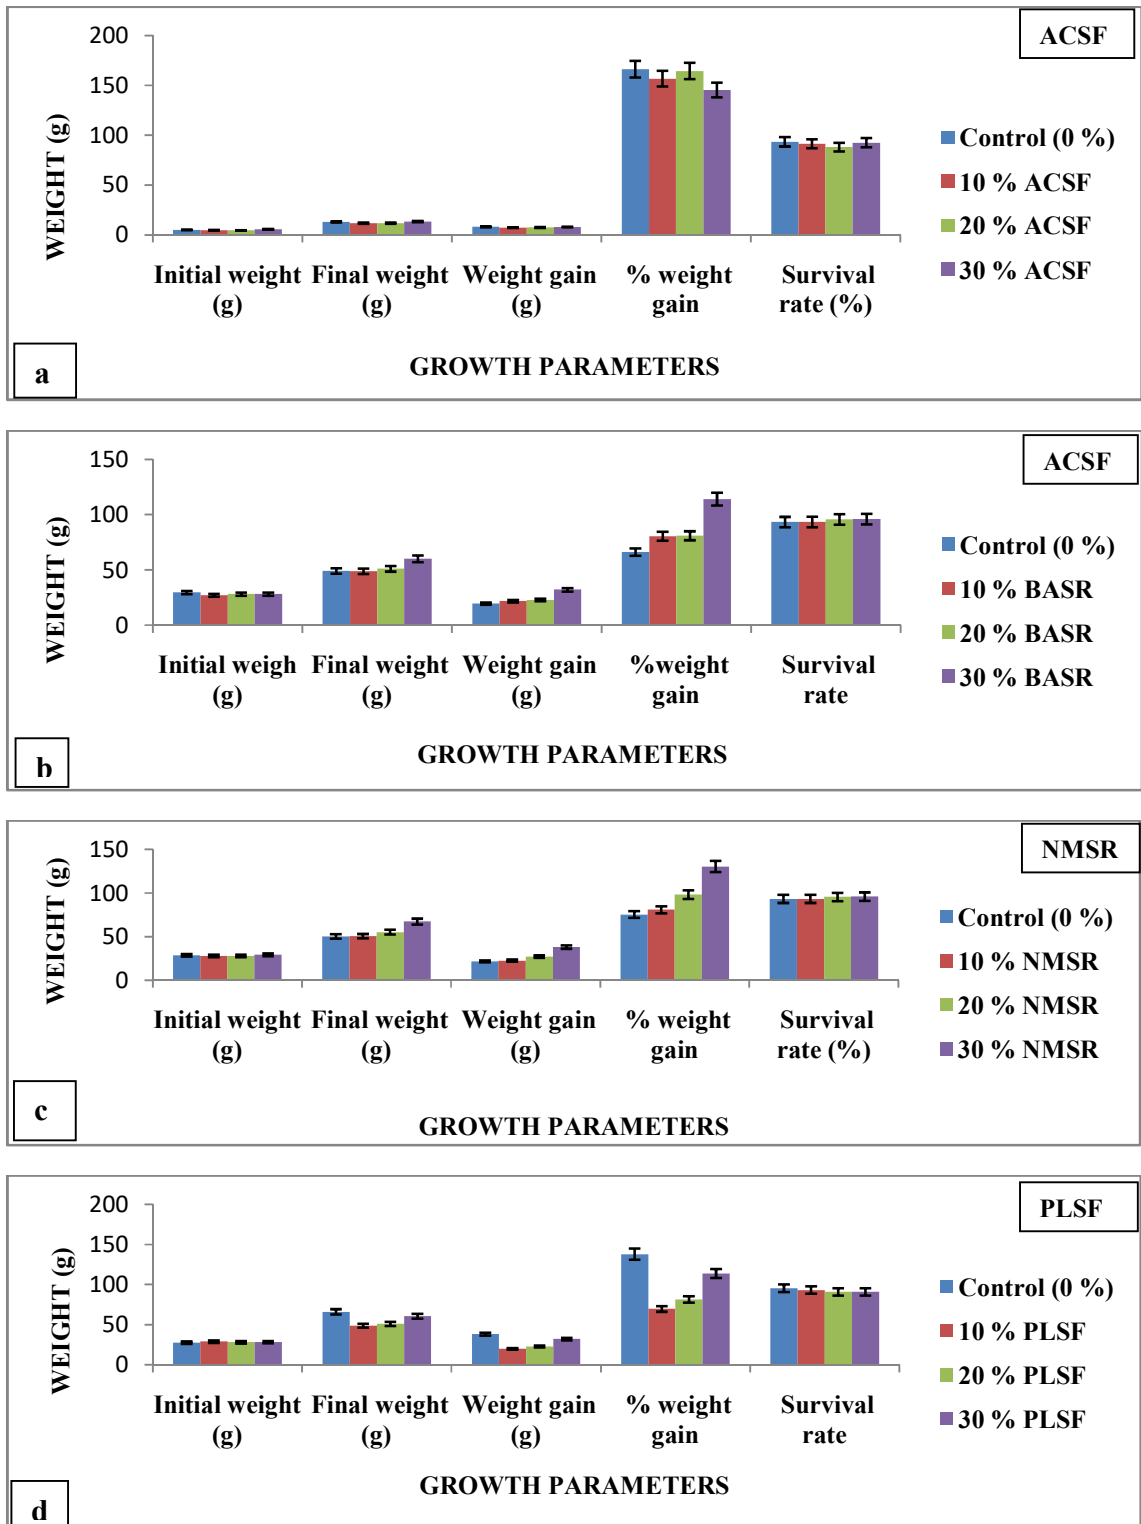 ACSF
200
150
100
50
0
WEIGHT (g)
Initial weight (g)
Final weight (g)
Weight gain (g)
% weight gain
Survival rate (%)
GROWTH PARAMETERS
Control (0 %)
10 % ACSF
20 % ACSF
30 % ACSF
a
ACSF
150
100
50
0
WEIGHT (g)
Initial weigh (g)
Final weight (g)
Weight gain (g)
%weight gain
Survival rate
GROWTH PARAMETERS
Control (0 %)
10 % BASR
20 % BASR
30 % BASR
b
NMSR
150
100
50
0
WEIGHT (g)
Initial weight (g)
Final weight (g)
Weight gain (g)
% weight gain
Survival rate (%)
GROWTH PARAMETERS
Control (0 %)
10 % NMSR
20 % NMSR
30 % NMSR
c
PLSF
200
150
100
50
0
WEIGHT (g)
Initial weight (g)
Final weight (g)
Weight gain (g)
% weight gain
Survival rate
GROWTH PARAMETERS
Control (0 %)
10 % PLSF
20 % PLSF
30 % PLSF
d